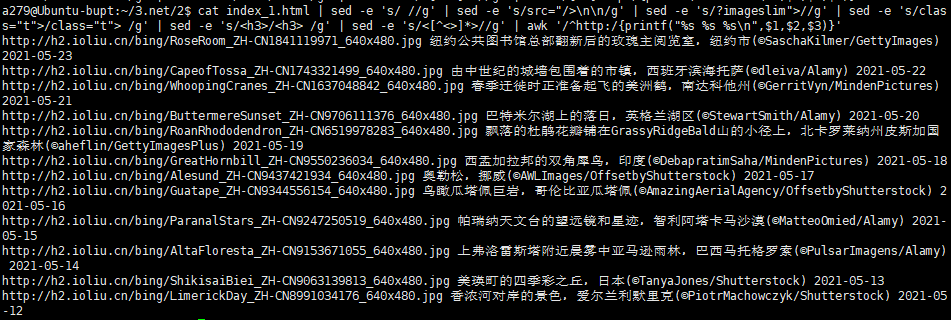 a279@Ubuntu-bupt:~/3.net/2$ cat index_1.html | sed -e 's/ //g' | sed -e 's/src="/>\n\n/g' | sed -e 's/?imageslim">//g' | sed -e 's/clas
s="t">/class="t"> /g' | sed -e 's/<h3>/<h3> /g' | sed -e 's/<[^<>]*>//g' | awk '/^http:/{printf("%s %s %s\n",$1,$2,$3)}'
http://h2.ioliu.cn/bing/RoseRoom_ZH-CN1841119971_640x480.jpg 纽约公共图书馆总部翻新后的玫瑰主阅览室，纽约市(©SaschaKilmer/GettyImages)
2021-05-23
http://h2.ioliu.cn/bing/CapeofTossa_ZH-CN1743321499_640x480.jpg 由中世纪的城墙包围着的市镇，西班牙滨海托萨(©dleiva/Alamy) 2021-05-22
http://h2.ioliu.cn/bing/WhoopingCranes_ZH-CN1637048842_640x480.jpg 春季迁徙时正准备起飞的美洲鹤，南达科他州(©GerritVyn/MindenPictures)
2021-05-21
http://h2.ioliu.cn/bing/ButtermereSunset_ZH-CN9706111376_640x480.jpg 巴特米尔湖上的落日，英格兰湖区(©StewartSmith/Alamy) 2021-05-20
http://h2.ioliu.cn/bing/RoanRhododendron_ZH-CN6519978283_640x480.jpg 飘落的杜鹃花瓣铺在GrassyRidgeBald山的小径上，北卡罗莱纳州皮斯加国
家森林(©aheflin/GettyImagesPlus) 2021-05-19
http://h2.ioliu.cn/bing/GreatHornbill_ZH-CN9550236034_640x480.jpg 西孟加拉邦的双角犀鸟，印度(©DebapratimSaha/MindenPictures) 2021-05-18
http://h2.ioliu.cn/bing/Alesund_ZH-CN9437421934_640x480.jpg 奥勒松，挪威(©AWLImages/OffsetbyShutterstock) 2021-05-17
http://h2.ioliu.cn/bing/Guatape_ZH-CN9344556154_640x480.jpg 鸟瞰瓜塔佩巨岩，哥伦比亚瓜塔佩(©AmazingAerialAgency/OffsetbyShutterstock) 2
021-05-16
http://h2.ioliu.cn/bing/ParanalStars_ZH-CN9247250519_640x480.jpg 帕瑞纳天文台的望远镜和星迹，智利阿塔卡马沙漠(©MatteoOmied/Alamy) 2021-
05-15
http://h2.ioliu.cn/bing/AltaFloresta_ZH-CN9153671055_640x480.jpg 上弗洛雷斯塔附近晨雾中亚马逊雨林，巴西马托格罗索(©PulsarImagens/Alamy)
 2021-05-14
http://h2.ioliu.cn/bing/ShikisaiBiei_ZH-CN9063139813_640x480.jpg 美瑛町的四季彩之丘，日本(©TanyaJones/Shutterstock) 2021-05-13
http://h2.ioliu.cn/bing/LimerickDay_ZH-CN8991034176_640x480.jpg 香浓河对岸的景色，爱尔兰利默里克(©PiotrMachowczyk/Shutterstock) 2021-05
-12